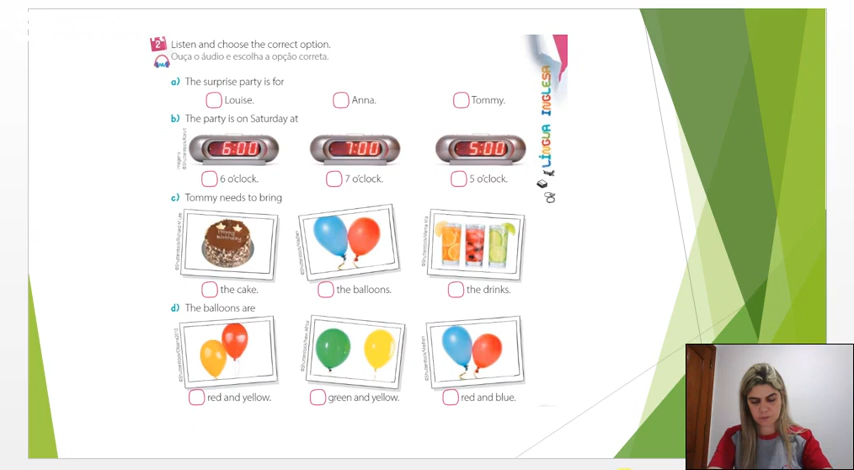 2 Listen and choose the correct option.
Ouça o áudio e escolha a opção correta.
a) The surprise party is for
Louise. Anna. Tommy.
b) The party is on Saturday at
6:00 7:00 5:00
6 o'clock. 7 o'clock. 5 o'clock.
c) Tommy needs to bring
the cake. the balloons. the drinks.
d) The balloons are
red and yellow. green and yellow. red and blue.
LÍNGUA INGLESA